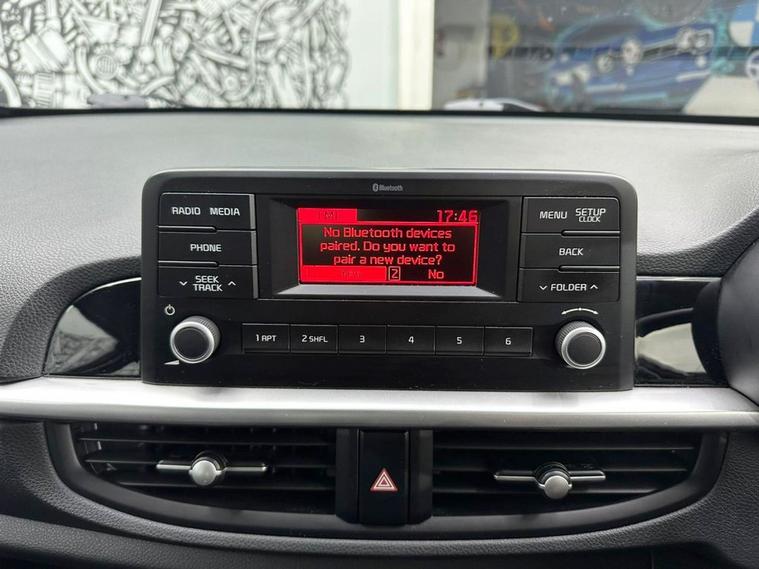 Bluetooth
RADIO MEDIA
PHONE
SEEK
TRACK
17:46
No Bluetooth devices
paired. Do you want to
pair a new device?
2 No
MENU SETUP
CLOCK
BACK
FOLDER
1 RPT 2 SHFL 3 4 5 6